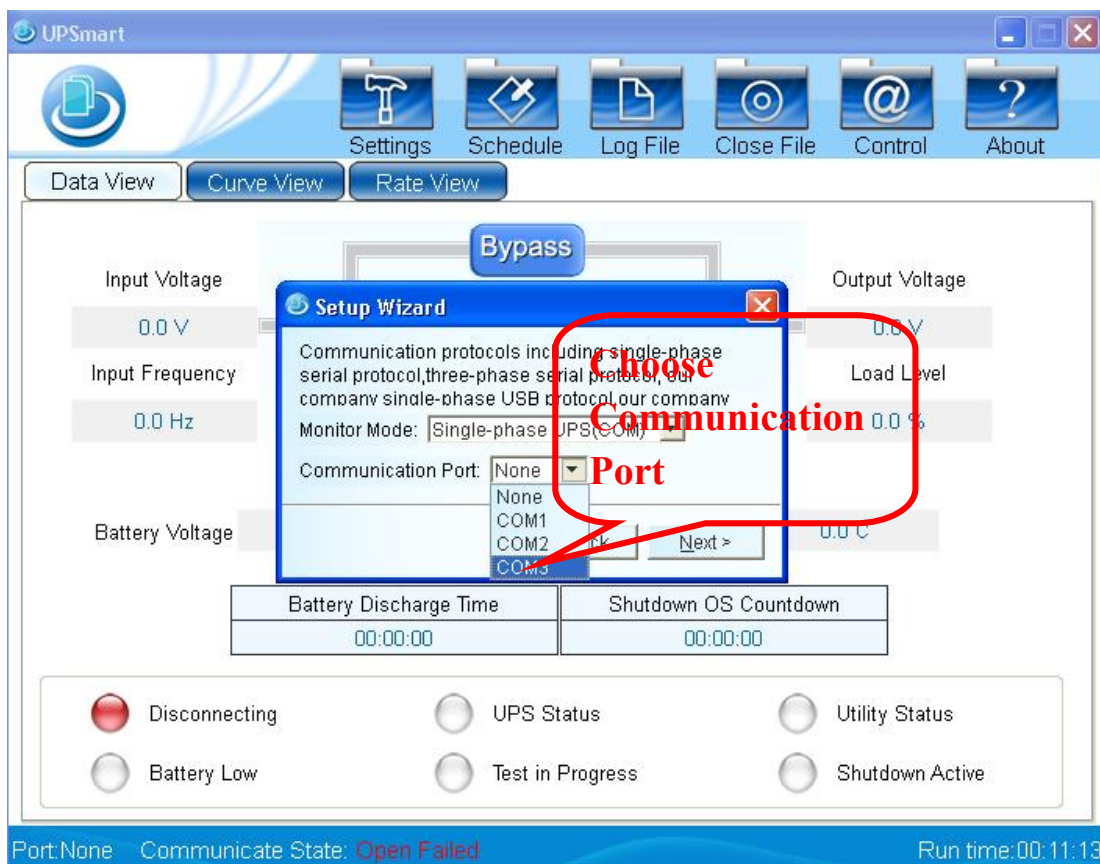 UPSmart
Settings Schedule Log File Close File Control About
Data View Curve View Rate View
Bypass
Input Voltage
0.0 V
Input Frequency
0.0 Hz
Battery Voltage
Output Voltage
0.0 V
Load Level
0.0 %
0.0 C
Setup Wizard
Communication protocols including single-phase
serial protocol,three-phase serial protocol, our
company single-phase USB protocol,our company
Monitor Mode: Single-phase UPS(COM)
Communication Port: None
None
COM1
COM2
COM3
Next >
Choose
Communication
Port
Battery Discharge Time Shutdown OS Countdown
00:00:00 00:00:00
Disconnecting UPS Status Utility Status
Battery Low Test in Progress Shutdown Active
Port:None Communicate State: Open Failed Run time:00:11:13